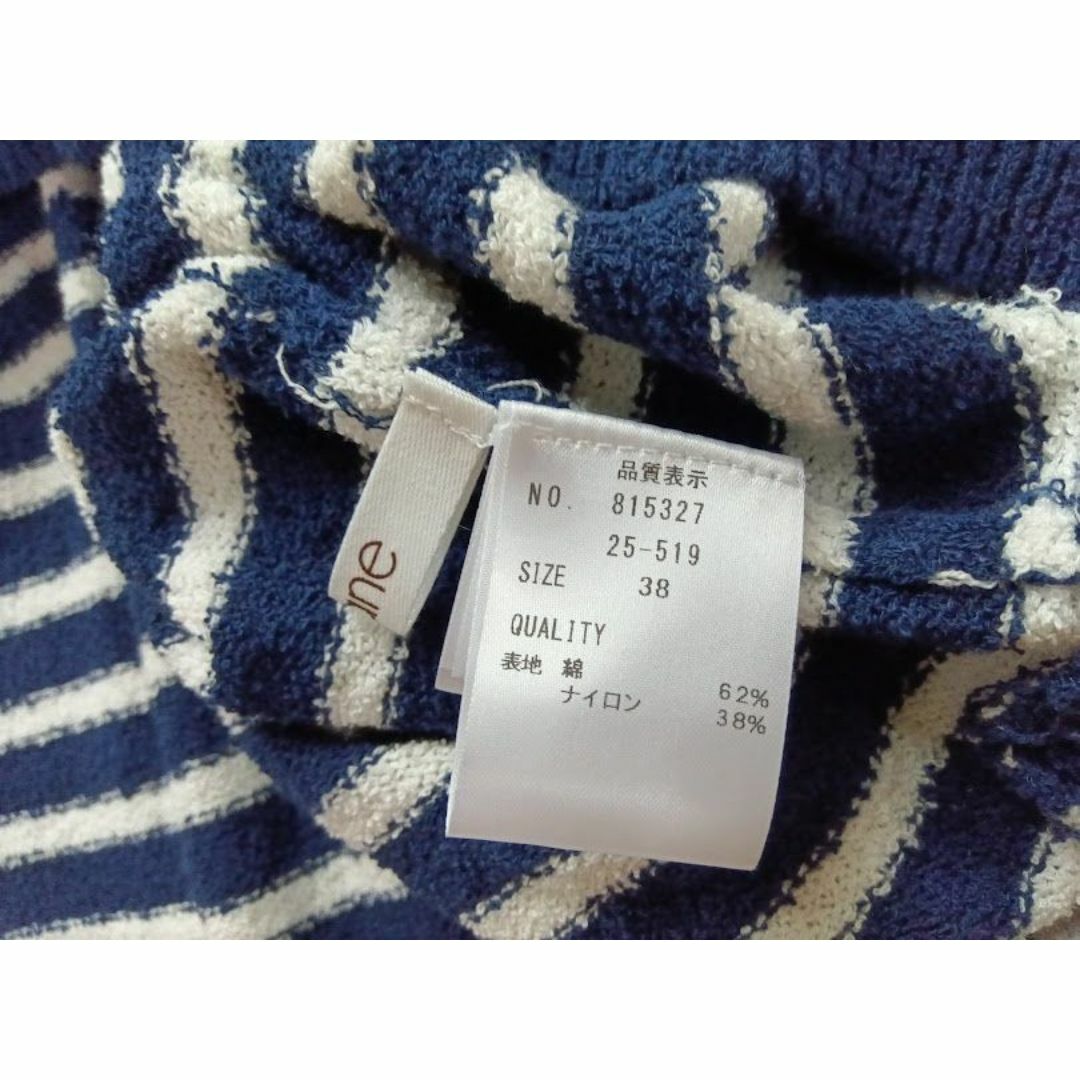 品質表示
NO. 815327
25-519
SIZE 38
QUALITY
表地 綿 62%
ナイロン 38%